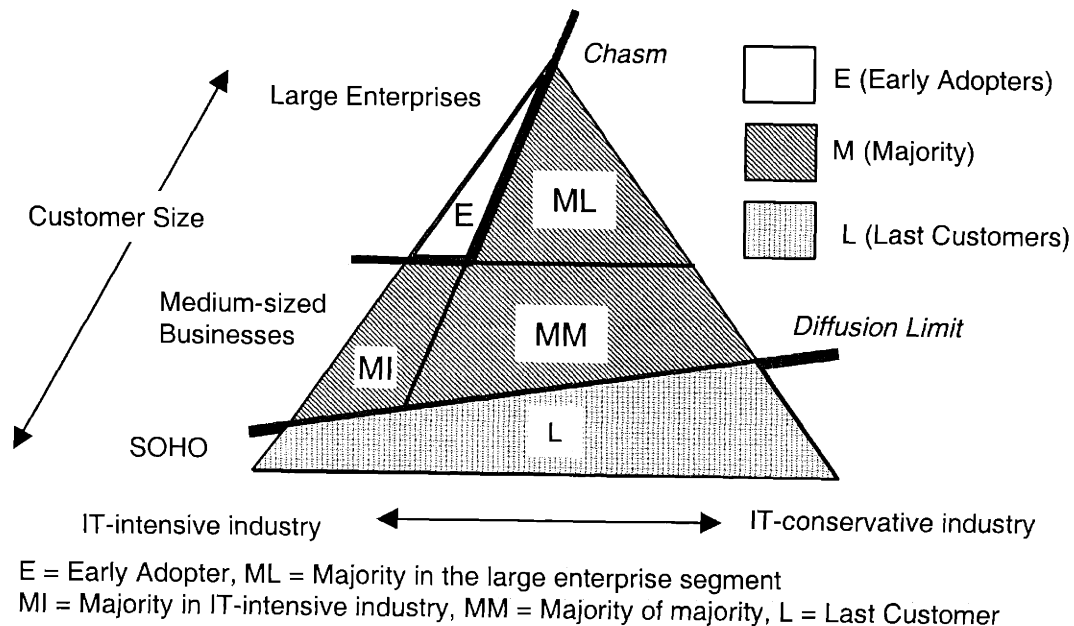 Chasm
Large Enterprises
E (Early Adopters)
M (Majority)
ML
E
Customer Size
L (Last Customers)
Medium-sized
Businesses
Diffusion Limit
MM
MI
L
SOHO
IT-intensive industry
IT-conservative industry
E = Early Adopter, ML = Majority in the large enterprise segment
MI = Majority in IT-intensive industry, MM = Majority of majority, L = Last Customer